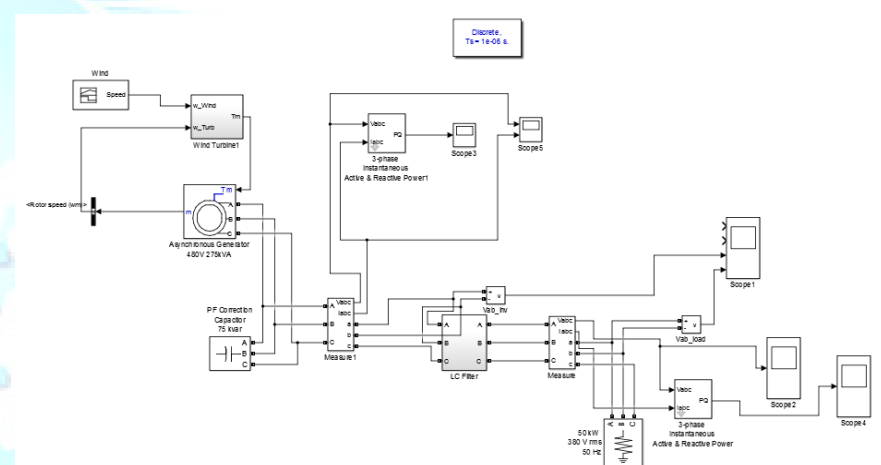 Discrete,
Ts = 1e-06 s.
Wind
Speed
w_Wind
w_Turb
Tm
Wind Turbine1
<Rotor speed (wm)>
m
Tm
A
B
C
Asynchronous Generator
480V 275kVA
PF Correction
Capacitor
75 kvar
A
B
C
Vabc
Iabc
PQ
3-phase
Instantaneous
Active & Reactive Power1
Scope3
Scope5
A
B
C
Vabc
Iabc
a
b
c
Measure1
+
-
v
Vab_inv
A
B
C
A
B
C
LC Filter
A
B
C
Vabc
Iabc
a
b
c
Measure
+
-
v
Vab_load
Scope1
Scope2
Scope4
Vabc
Iabc
PQ
3-phase
Instantaneous
Active & Reactive Power
A
B
C
50 kW
380 V rms
50 Hz